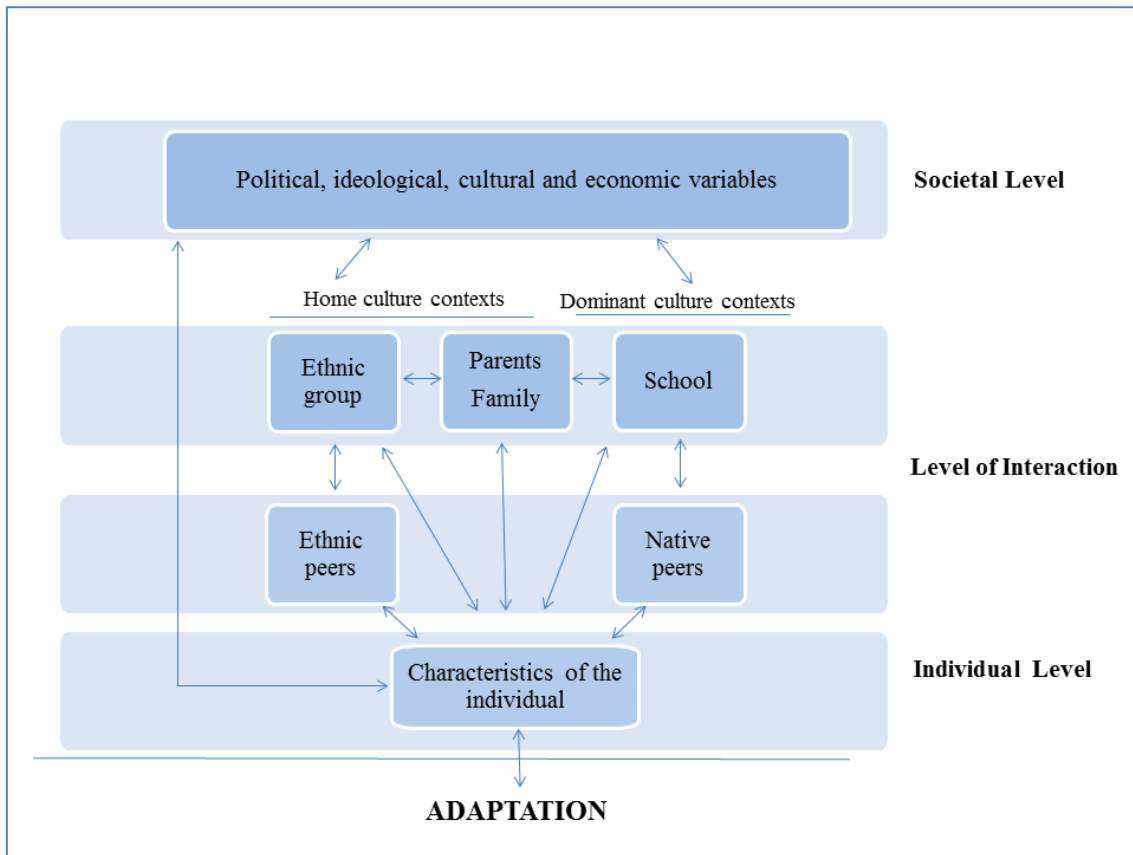 Political, ideological, cultural and economic variables
Societal Level
Home culture contexts
Dominant culture contexts
Ethnic
group
Parents
Family
School
Level of Interaction
Ethnic
peers
Native
peers
Characteristics of the
individual
Individual Level
ADAPTATION